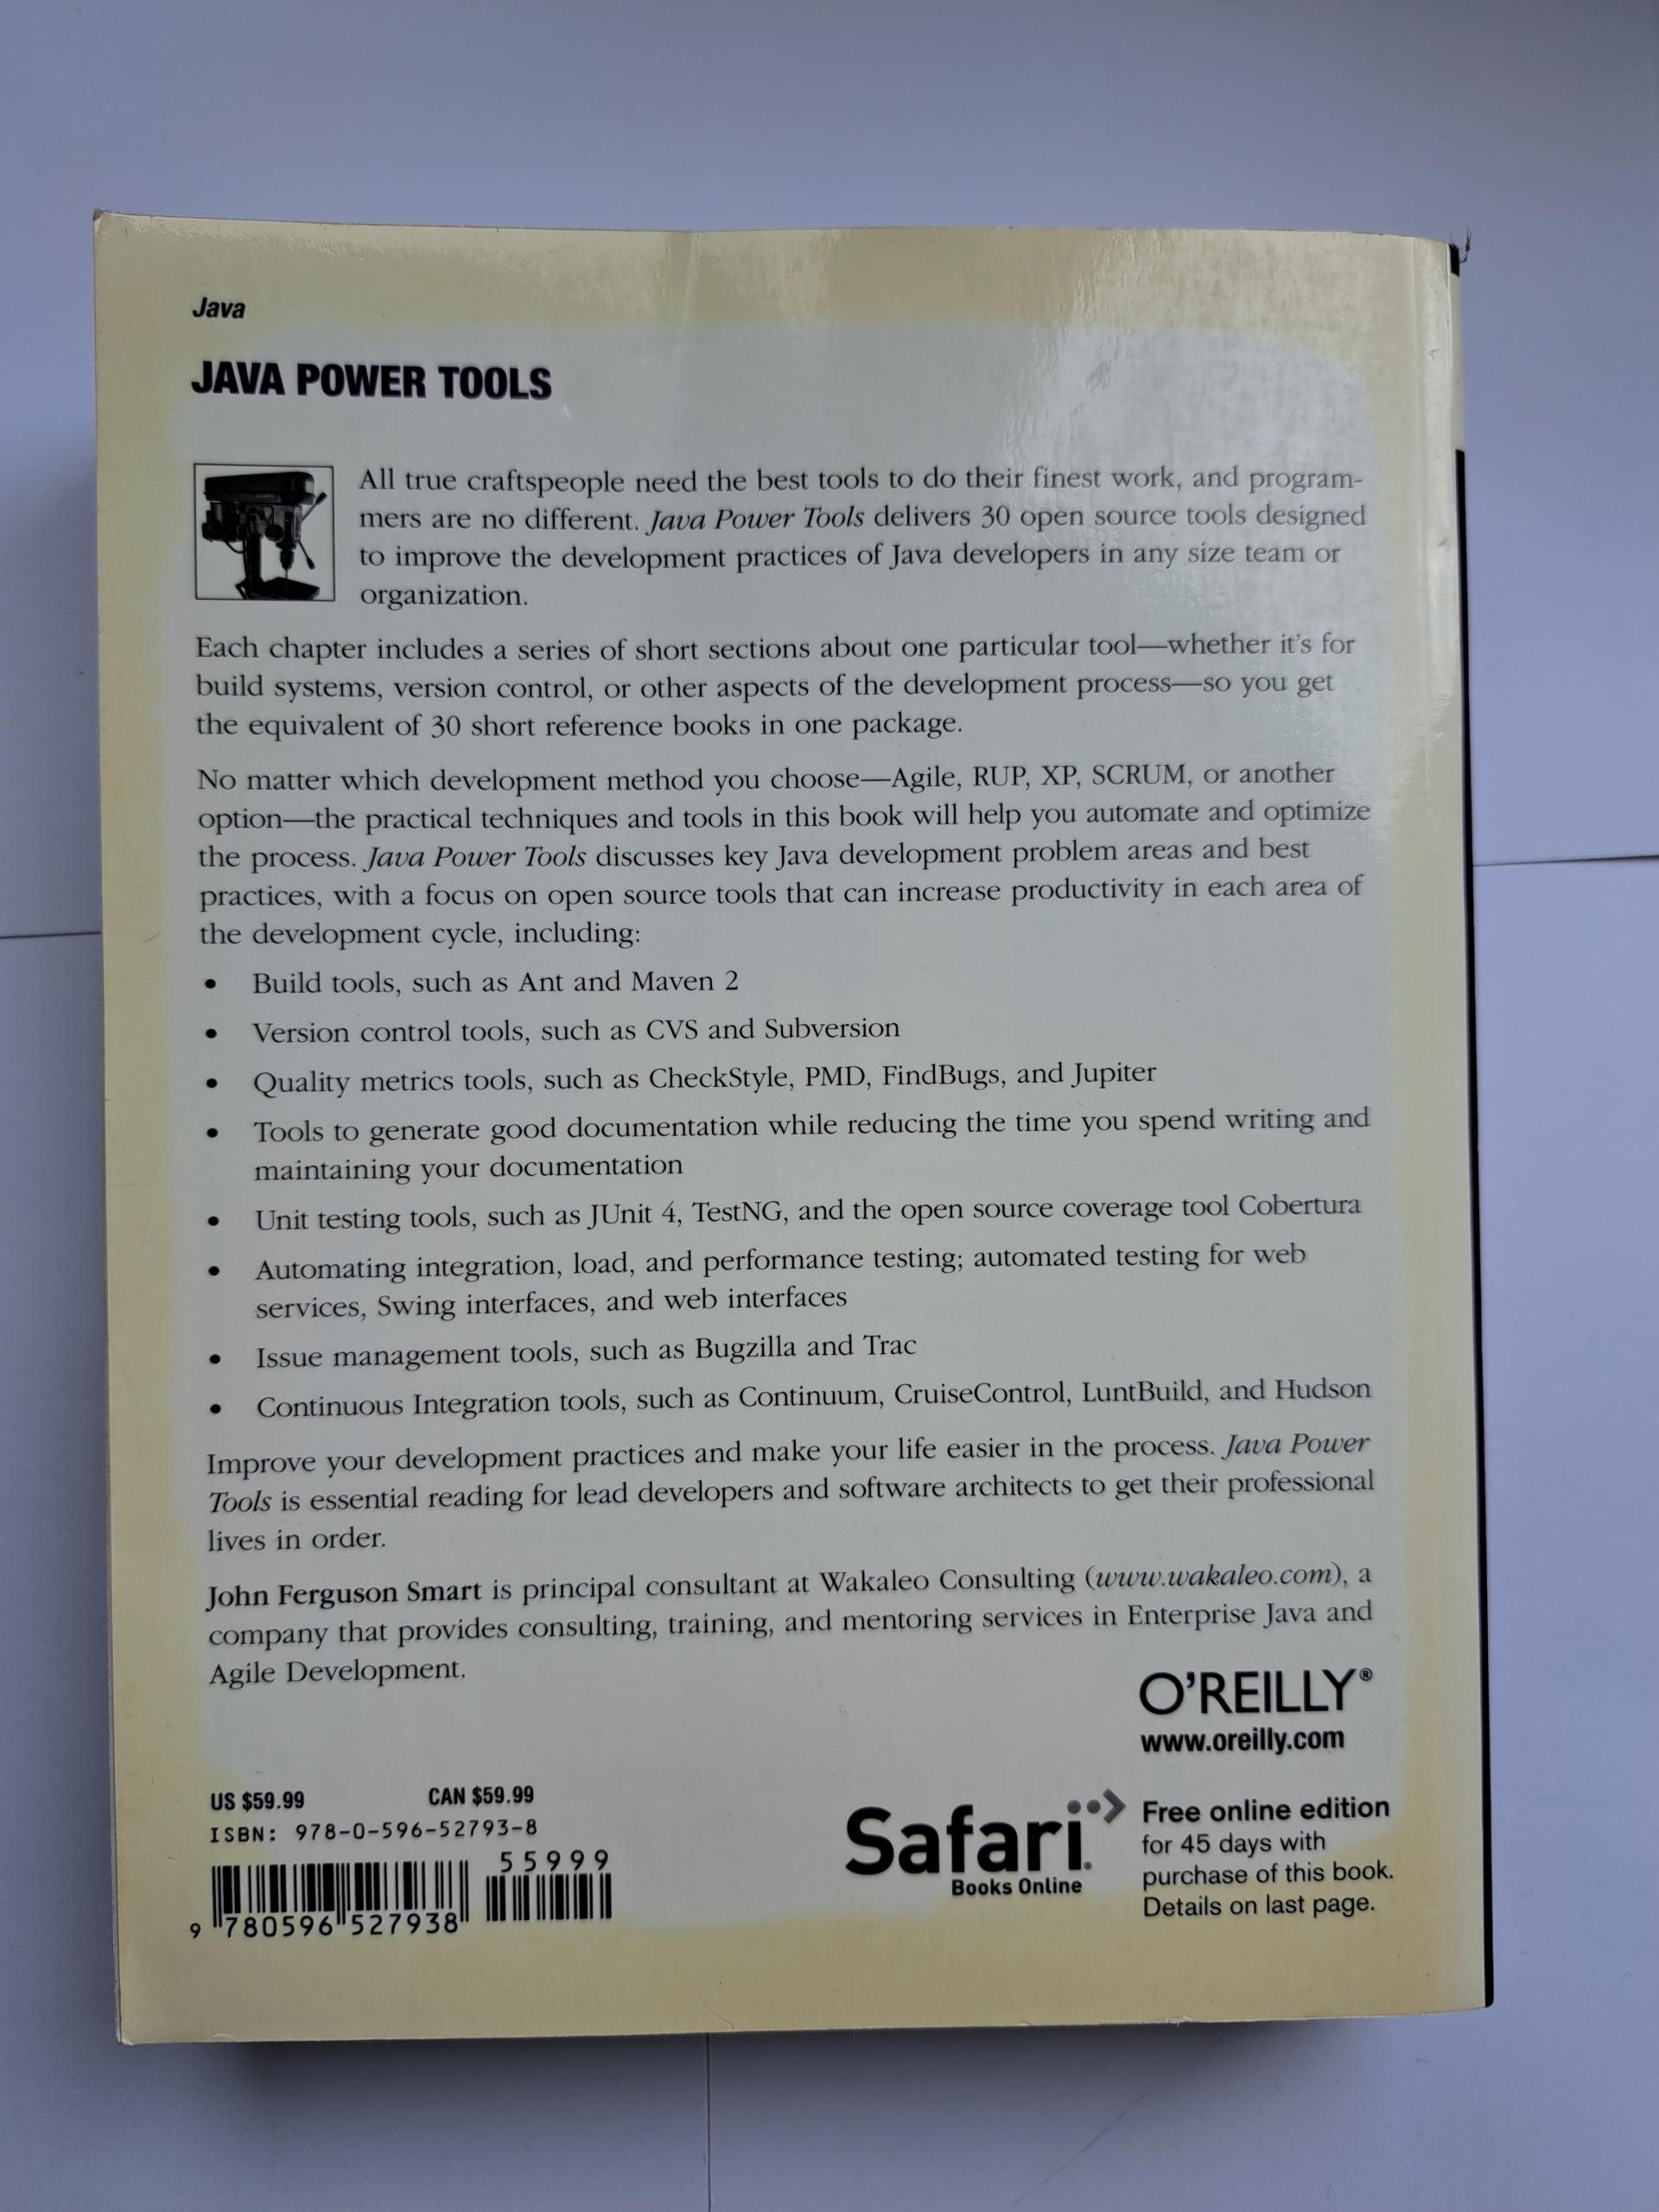 Java
JAVA POWER TOOLS
All true craftspeople need the best tools to do their finest work, and program-
mers are no different. Java Power Tools delivers 30 open source tools designed
to improve the development practices of Java developers in any size team or
organization.
Each chapter includes a series of short sections about one particular tool—whether it's for
build systems, version control, or other aspects of the development process—so you get
the equivalent of 30 short reference books in one package.
No matter which development method you choose—Agile, RUP, XP, SCRUM, or another
option—the practical techniques and tools in this book will help you automate and optimize
the process. Java Power Tools discusses key Java development problem areas and best
practices, with a focus on open source tools that can increase productivity in each area of
the development cycle, including:
• Build tools, such as Ant and Maven 2
• Version control tools, such as CVS and Subversion
• Quality metrics tools, such as CheckStyle, PMD, FindBugs, and Jupiter
• Tools to generate good documentation while reducing the time you spend writing and
maintaining your documentation
• Unit testing tools, such as JUnit 4, TestNG, and the open source coverage tool Cobertura
• Automating integration, load, and performance testing; automated testing for web
services, Swing interfaces, and web interfaces
• Issue management tools, such as Bugzilla and Trac
• Continuous Integration tools, such as Continuum, CruiseControl, LuntBuild, and Hudson
Improve your development practices and make your life easier in the process. Java Power
Tools is essential reading for lead developers and software architects to get their professional
lives in order.
John Ferguson Smart is principal consultant at Wakaleo Consulting (www.wakaleo.com), a
company that provides consulting, training, and mentoring services in Enterprise Java and
Agile Development.
O'REILLY®
www.oreilly.com
US $59.99 CAN $59.99
ISBN: 978-0-596-52793-8
55999
9 780596 527938
Safari
Books Online
Free online edition
for 45 days with
purchase of this book.
Details on last page.